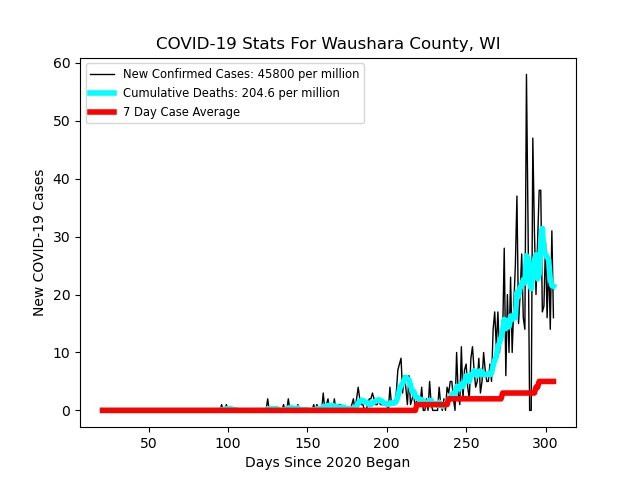 COVID-19 Stats For Waushara County, WI
New Confirmed Cases: 45800 per million
Cumulative Deaths: 204.6 per million
7 Day Case Average
New COVID-19 Cases
60
50
40
30
20
10
0
50 100 150 200 250 300
Days Since 2020 Began